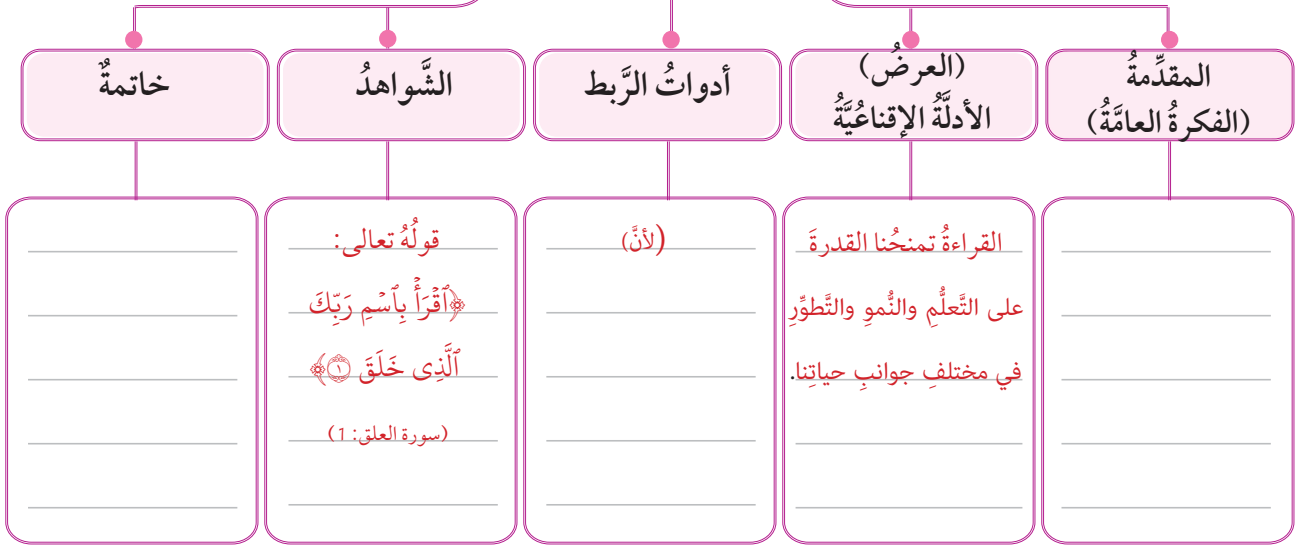 المقدِّمةُ
(الفكرةُ العامَّةُ)
(العرضُ)
الأدلَّةُ الإقناعُيَّةُ
أدواتُ الرَّبط
الشَّواهدُ
خاتمةٌ
القراءةُ تمنحُنا القدرةَ
على التَّعلُّمِ والنُّموِ والتَّطوِّرِ
في مختلفِ جوانبِ حياتِنا.
(لأنَّ)
قولُهُ تعالى:
﴿ٱقۡرَأۡ بِٱسۡمِ رَبِّكَ
ٱلَّذِى خَلَقَ ١﴾
(سورة العلق: 1)